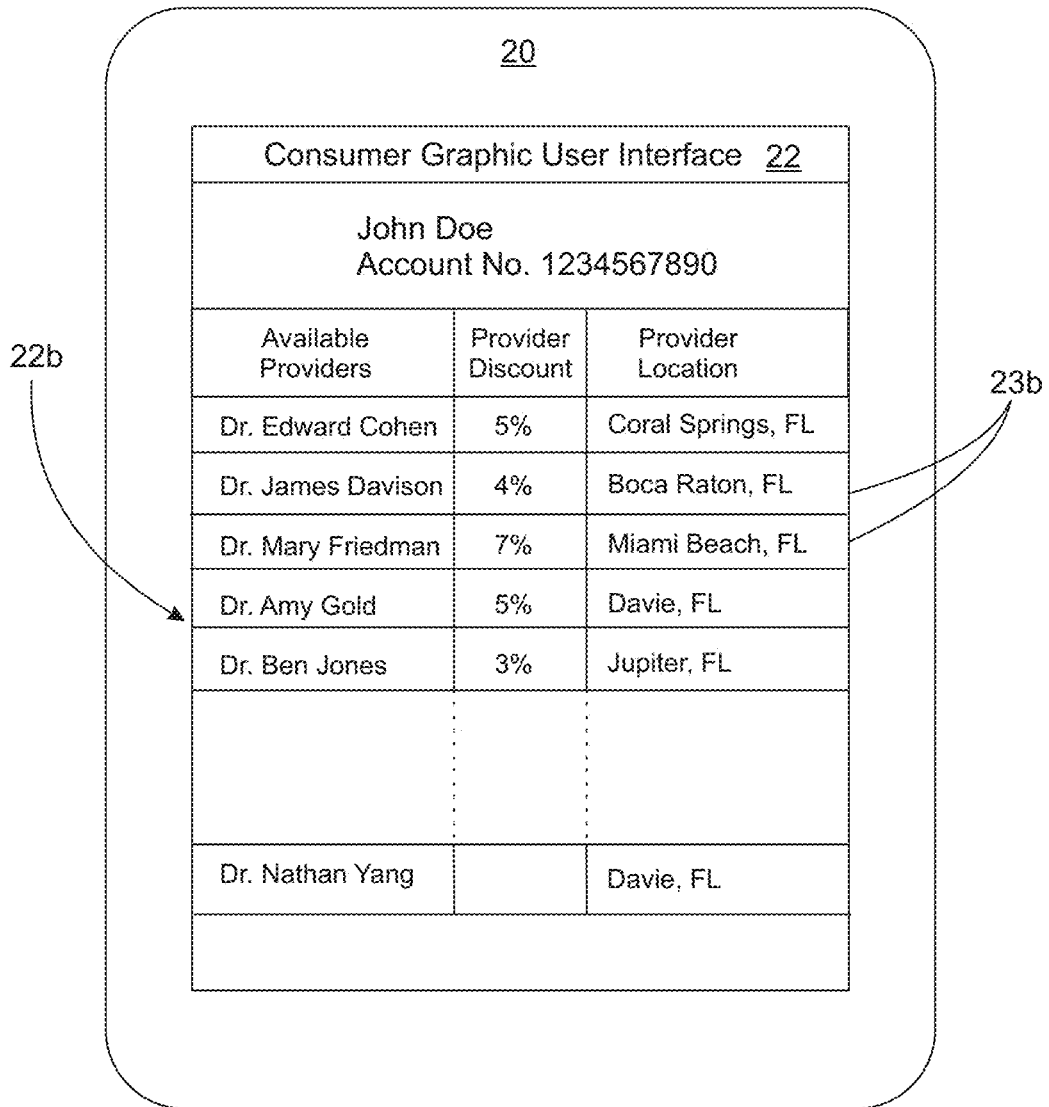 20
Consumer Graphic User Interface 22
John Doe
Account No. 1234567890
Available Providers Provider Discount Provider Location
22b
23b
Dr. Edward Cohen 5% Coral Springs, FL
Dr. James Davison 4% Boca Raton, FL
Dr. Mary Friedman 7% Miami Beach, FL
Dr. Amy Gold 5% Davie, FL
Dr. Ben Jones 3% Jupiter, FL
Dr. Nathan Yang Davie, FL